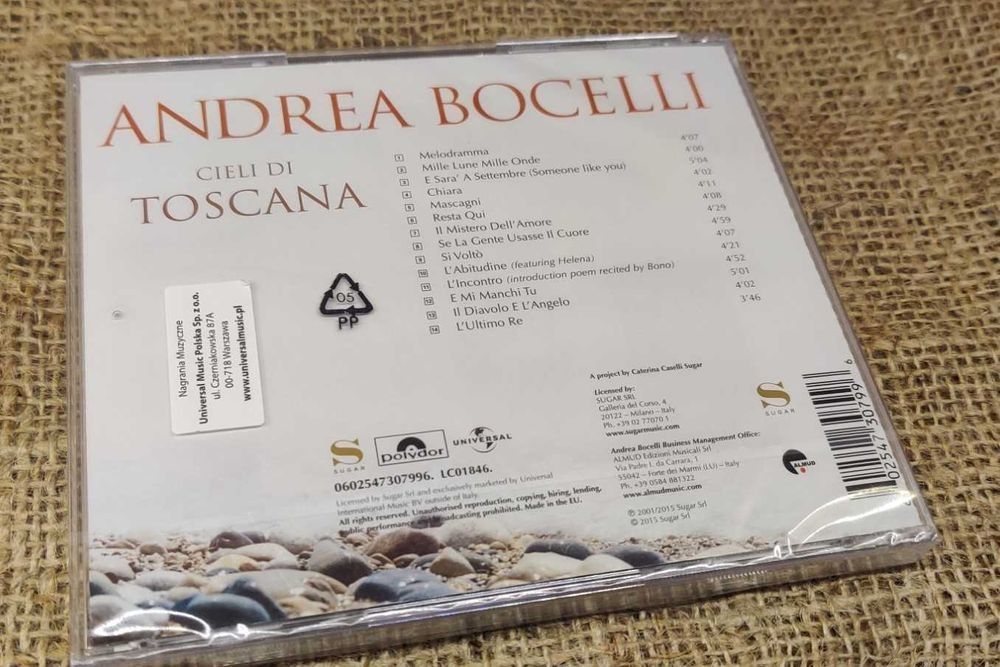 ANDREA BOCELLI
CIELI DI
TOSCANA
1 Melodramma 4'07
2 Mille Lune Mille Onde 4'00
3 E Sara' A Settembre (Someone like you) 5'04
4 Chiara 4'02
5 Mascagni 4'11
6 Resta Qui 4'08
7 Il Mistero Dell'Amore 4'29
8 Se La Gente Usasse Il Cuore 4'59
9 Si Voltò 4'07
10 L'Abitudine (featuring Helena) 4'21
11 L'Incontro (introduction poem recited by Bono) 4'52
12 E Mi Manchi Tu 5'01
13 Il Diavolo E L'Angelo 4'02
14 L'Ultimo Re 3'46
05
PP
Nagrania Muzyczne
Universal Music Polska Sp. z o.o.
ul. Czerniakowska 87A
00-718 Warszawa
www.universalmusic.pl
A project by Caterina Caselli Sugar
Licensed by:
SUGAR SRL
Galleria del Corso, 4
20122 – Milano – Italy
Ph. +39 02 77070 1
www.sugarmusic.com
Andrea Bocelli Business Management Office:
ALMUD Edizioni Musicali Srl
Via Padre I. da Carrara, 1
55042 – Forte dei Marmi (LU) – Italy
Ph. +39 0584 881322
www.almudmusic.com
℗ 2001/2015 Sugar Srl
© 2015 Sugar Srl
S
SUGAR
polydor
UNIVERSAL
0602547307996. LC01846.
Licensed by Sugar Srl and exclusively marketed by Universal
International Music BV outside of Italy.
All rights reserved. Unauthorised reproduction, copying, hiring, lending,
public performance broadcasting prohibited. Made in the EU.
S
SUGAR
ALMUD
02547 30799 6